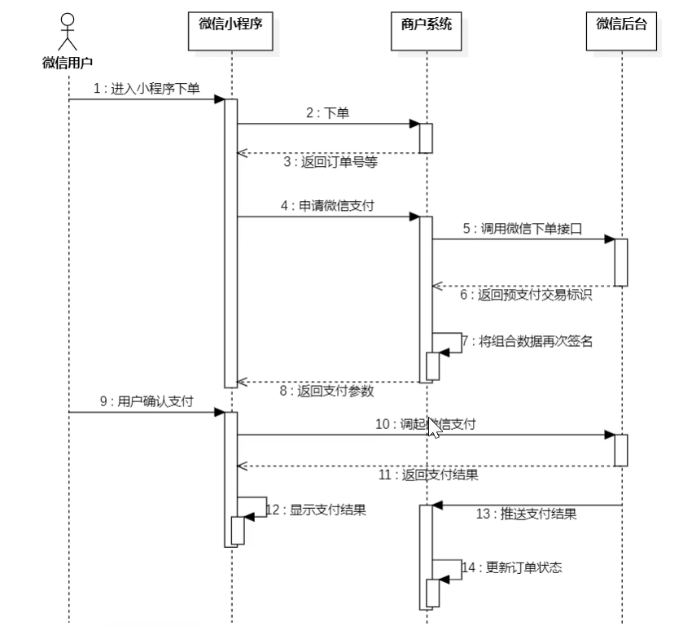 微信用户
微信小程序
商户系统
微信后台
1 : 进入小程序下单
2 : 下单
3 : 返回订单号等
4 : 申请微信支付
5 : 调用微信下单接口
6 : 返回预支付交易标识
7 : 将组合数据再次签名
8 : 返回支付参数
9 : 用户确认支付
10 : 调起微信支付
11 : 返回支付结果
12 : 显示支付结果
13 : 推送支付结果
14 : 更新订单状态